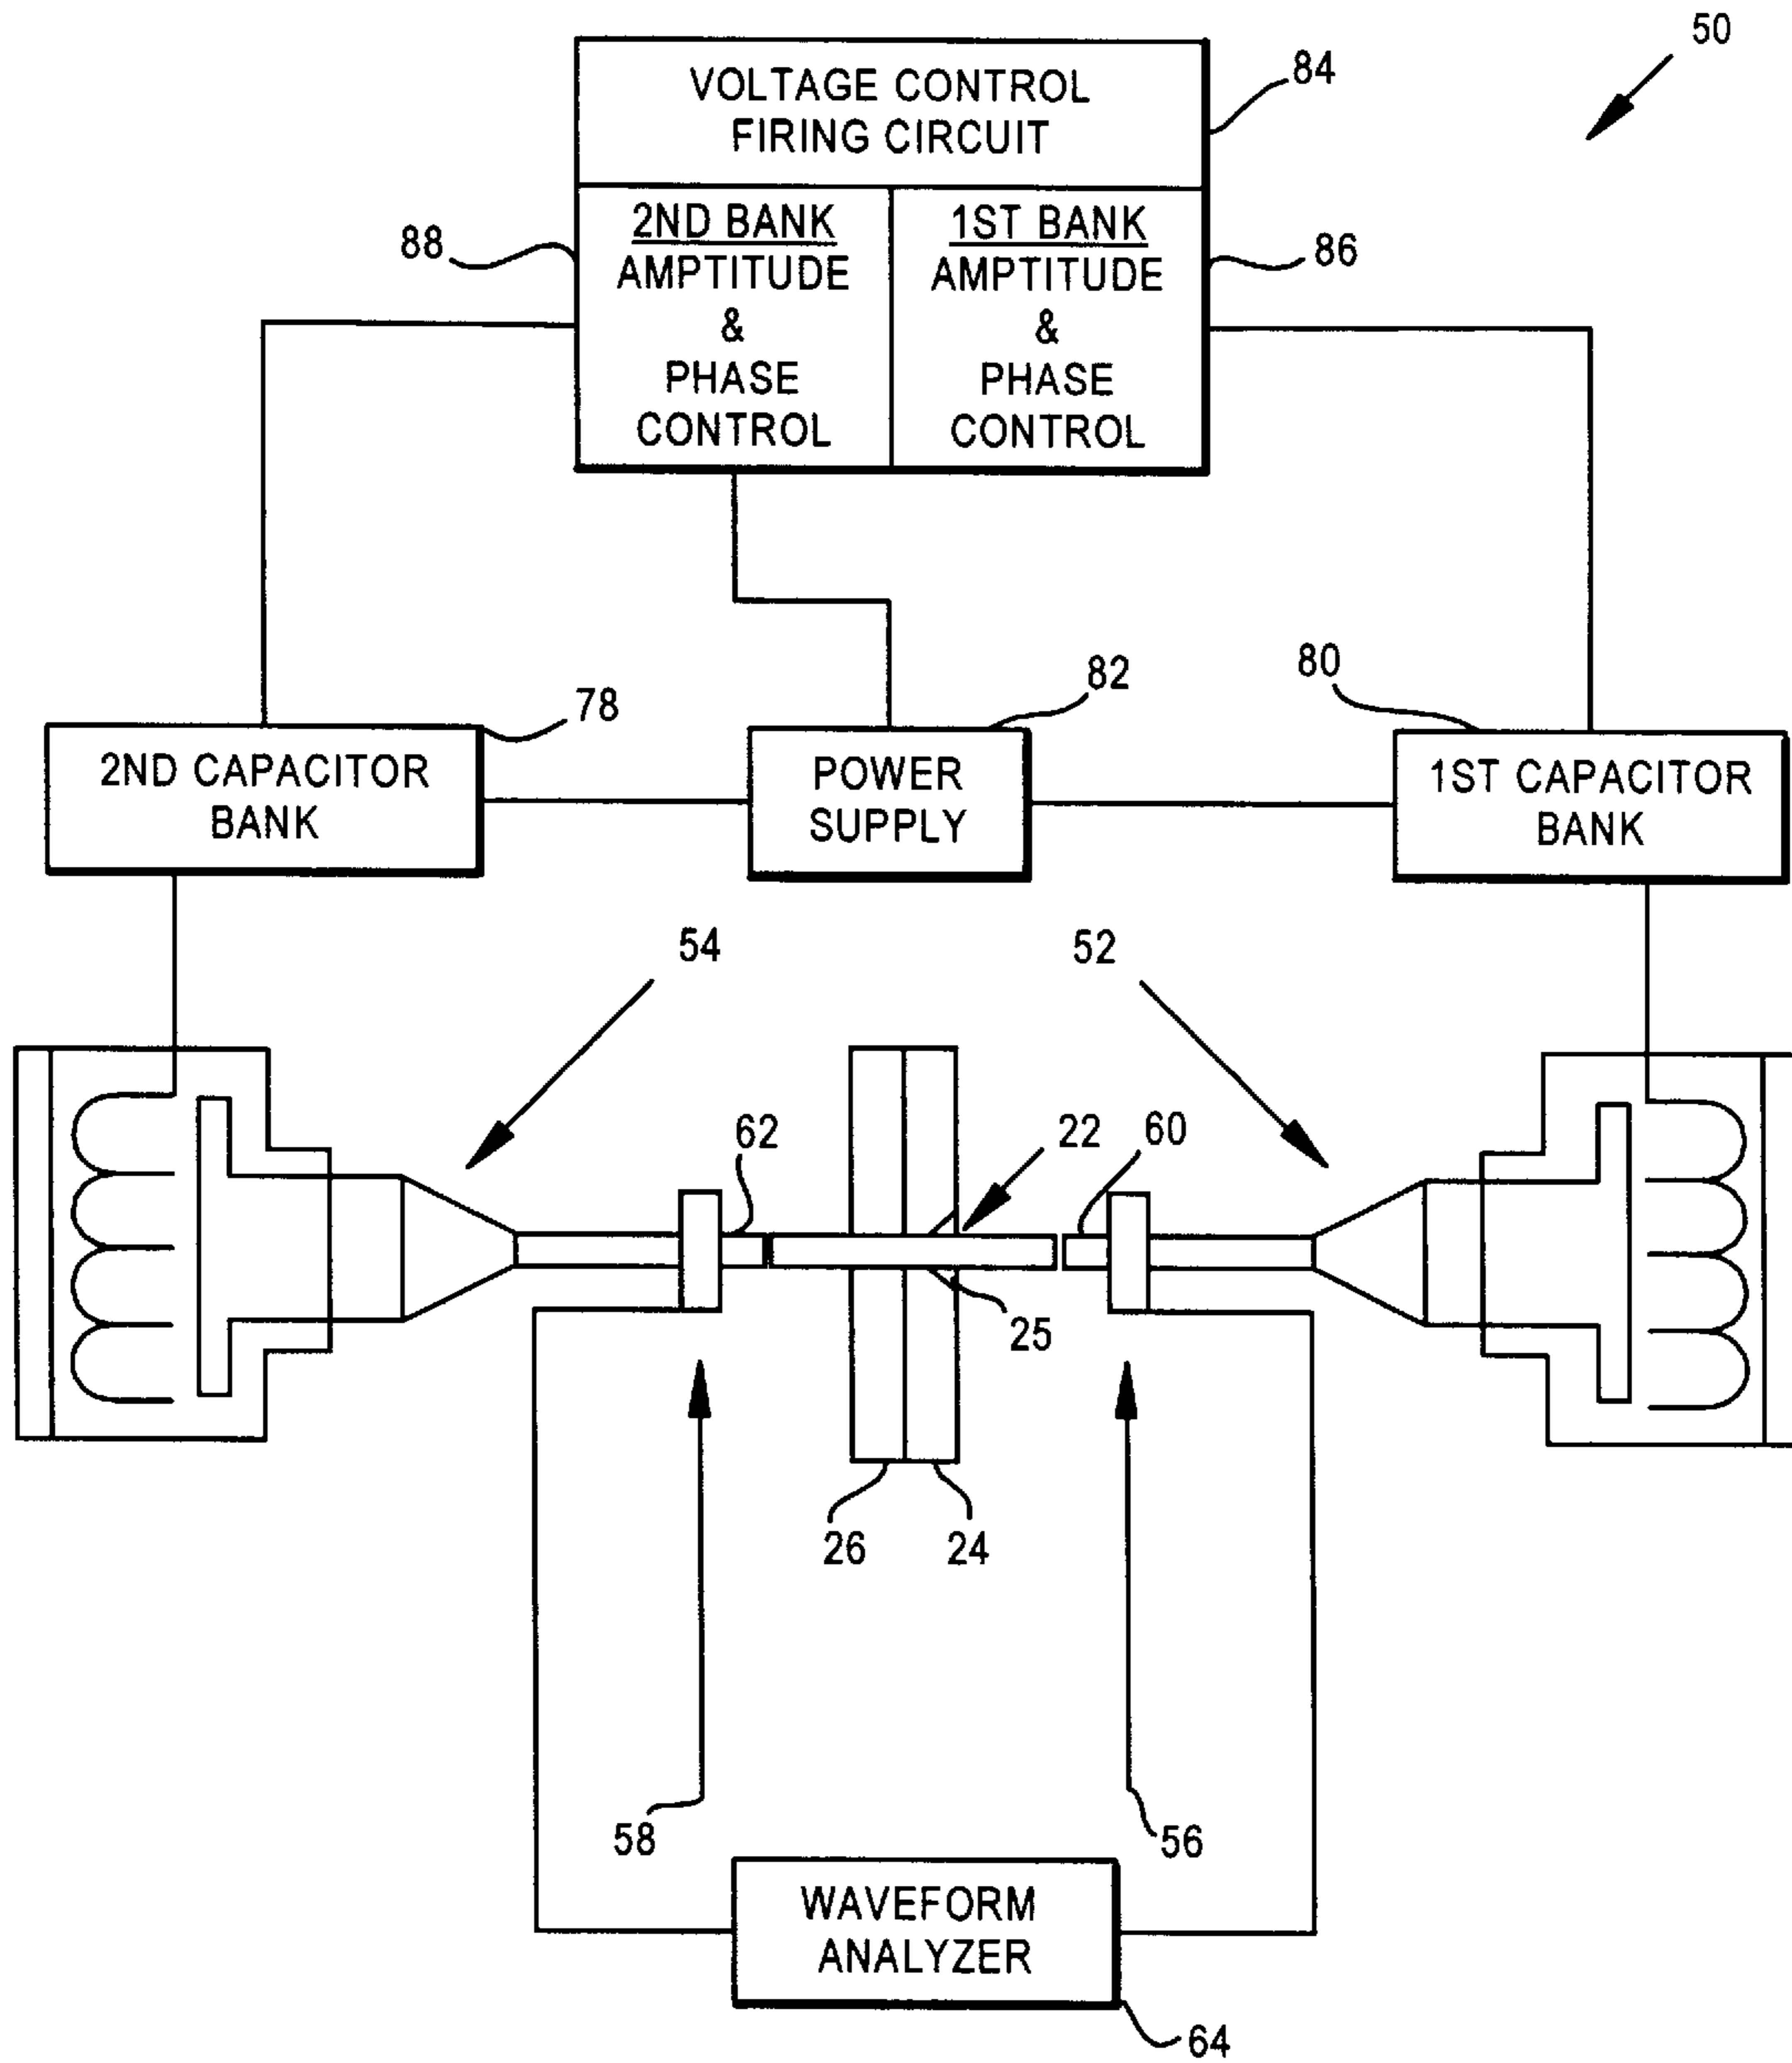 50
VOLTAGE CONTROL
FIRING CIRCUIT
84
2ND BANK
AMPTITUDE
&
PHASE
CONTROL
88
1ST BANK
AMPTITUDE
&
PHASE
CONTROL
86
2ND CAPACITOR
BANK
78
POWER
SUPPLY
82
1ST CAPACITOR
BANK
80
54
52
62
22
60
25
26
24
58
56
WAVEFORM
ANALYZER
64